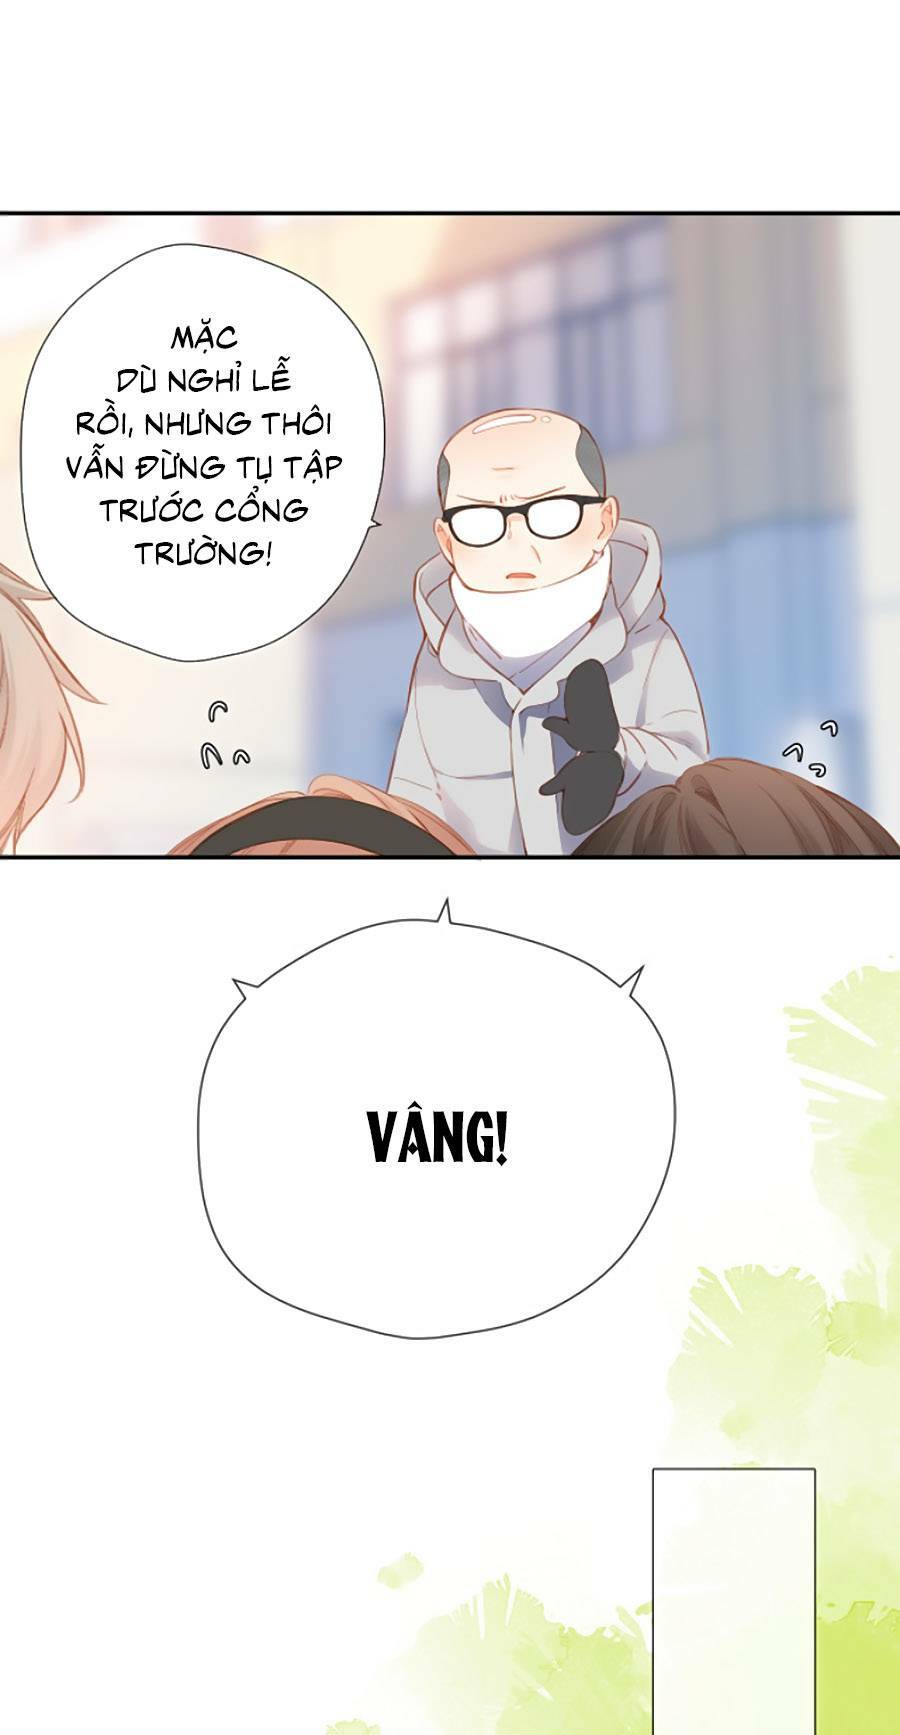 MẶC
DÙ NGHỈ LỄ
RỒI, NHƯNG THÔI
VẪN ĐỪNG TỤ TẬP
TRƯỚC CỔNG
TRƯỜNG!
VÂNG!